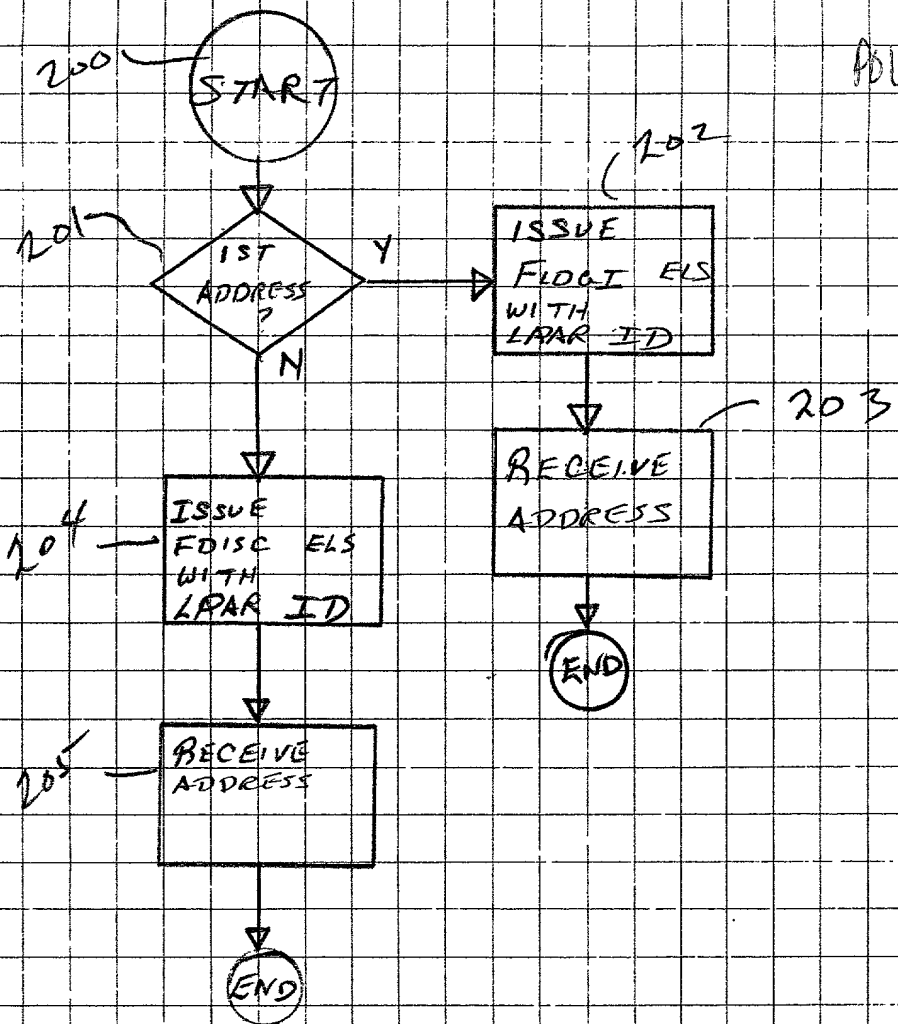 200
START
201
1ST
ADDRESS
?
Y
N
202
ISSUE
FLOGI ELS
WITH
LPAR ID
203
RECEIVE
ADDRESS
END
204
ISSUE
FDISC ELS
WITH
LPAR ID
205
RECEIVE
ADDRESS
END